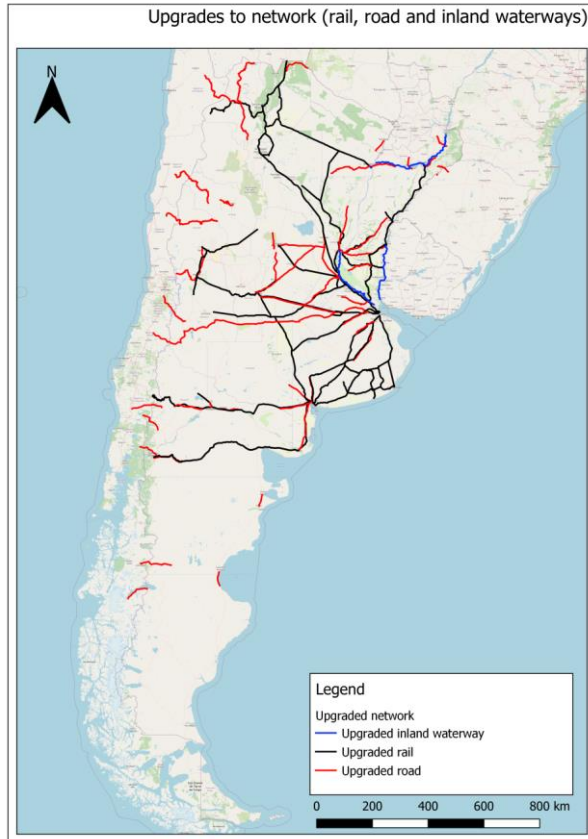 Upgrades to network (rail, road and inland waterways)
N
Legend
Upgraded network
Upgraded inland waterway
Upgraded rail
Upgraded road
0 200 400 600 800 km